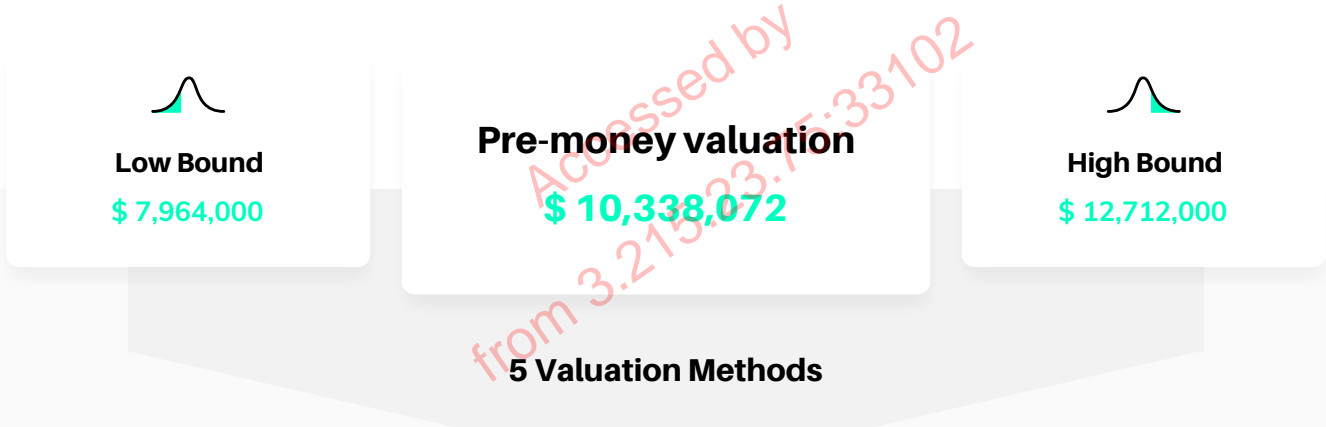 Low Bound
$ 7,964,000
Pre-money valuation
$ 10,338,072
High Bound
$ 12,712,000
5 Valuation Methods
Accessed by
from 3.215.23.75:33102